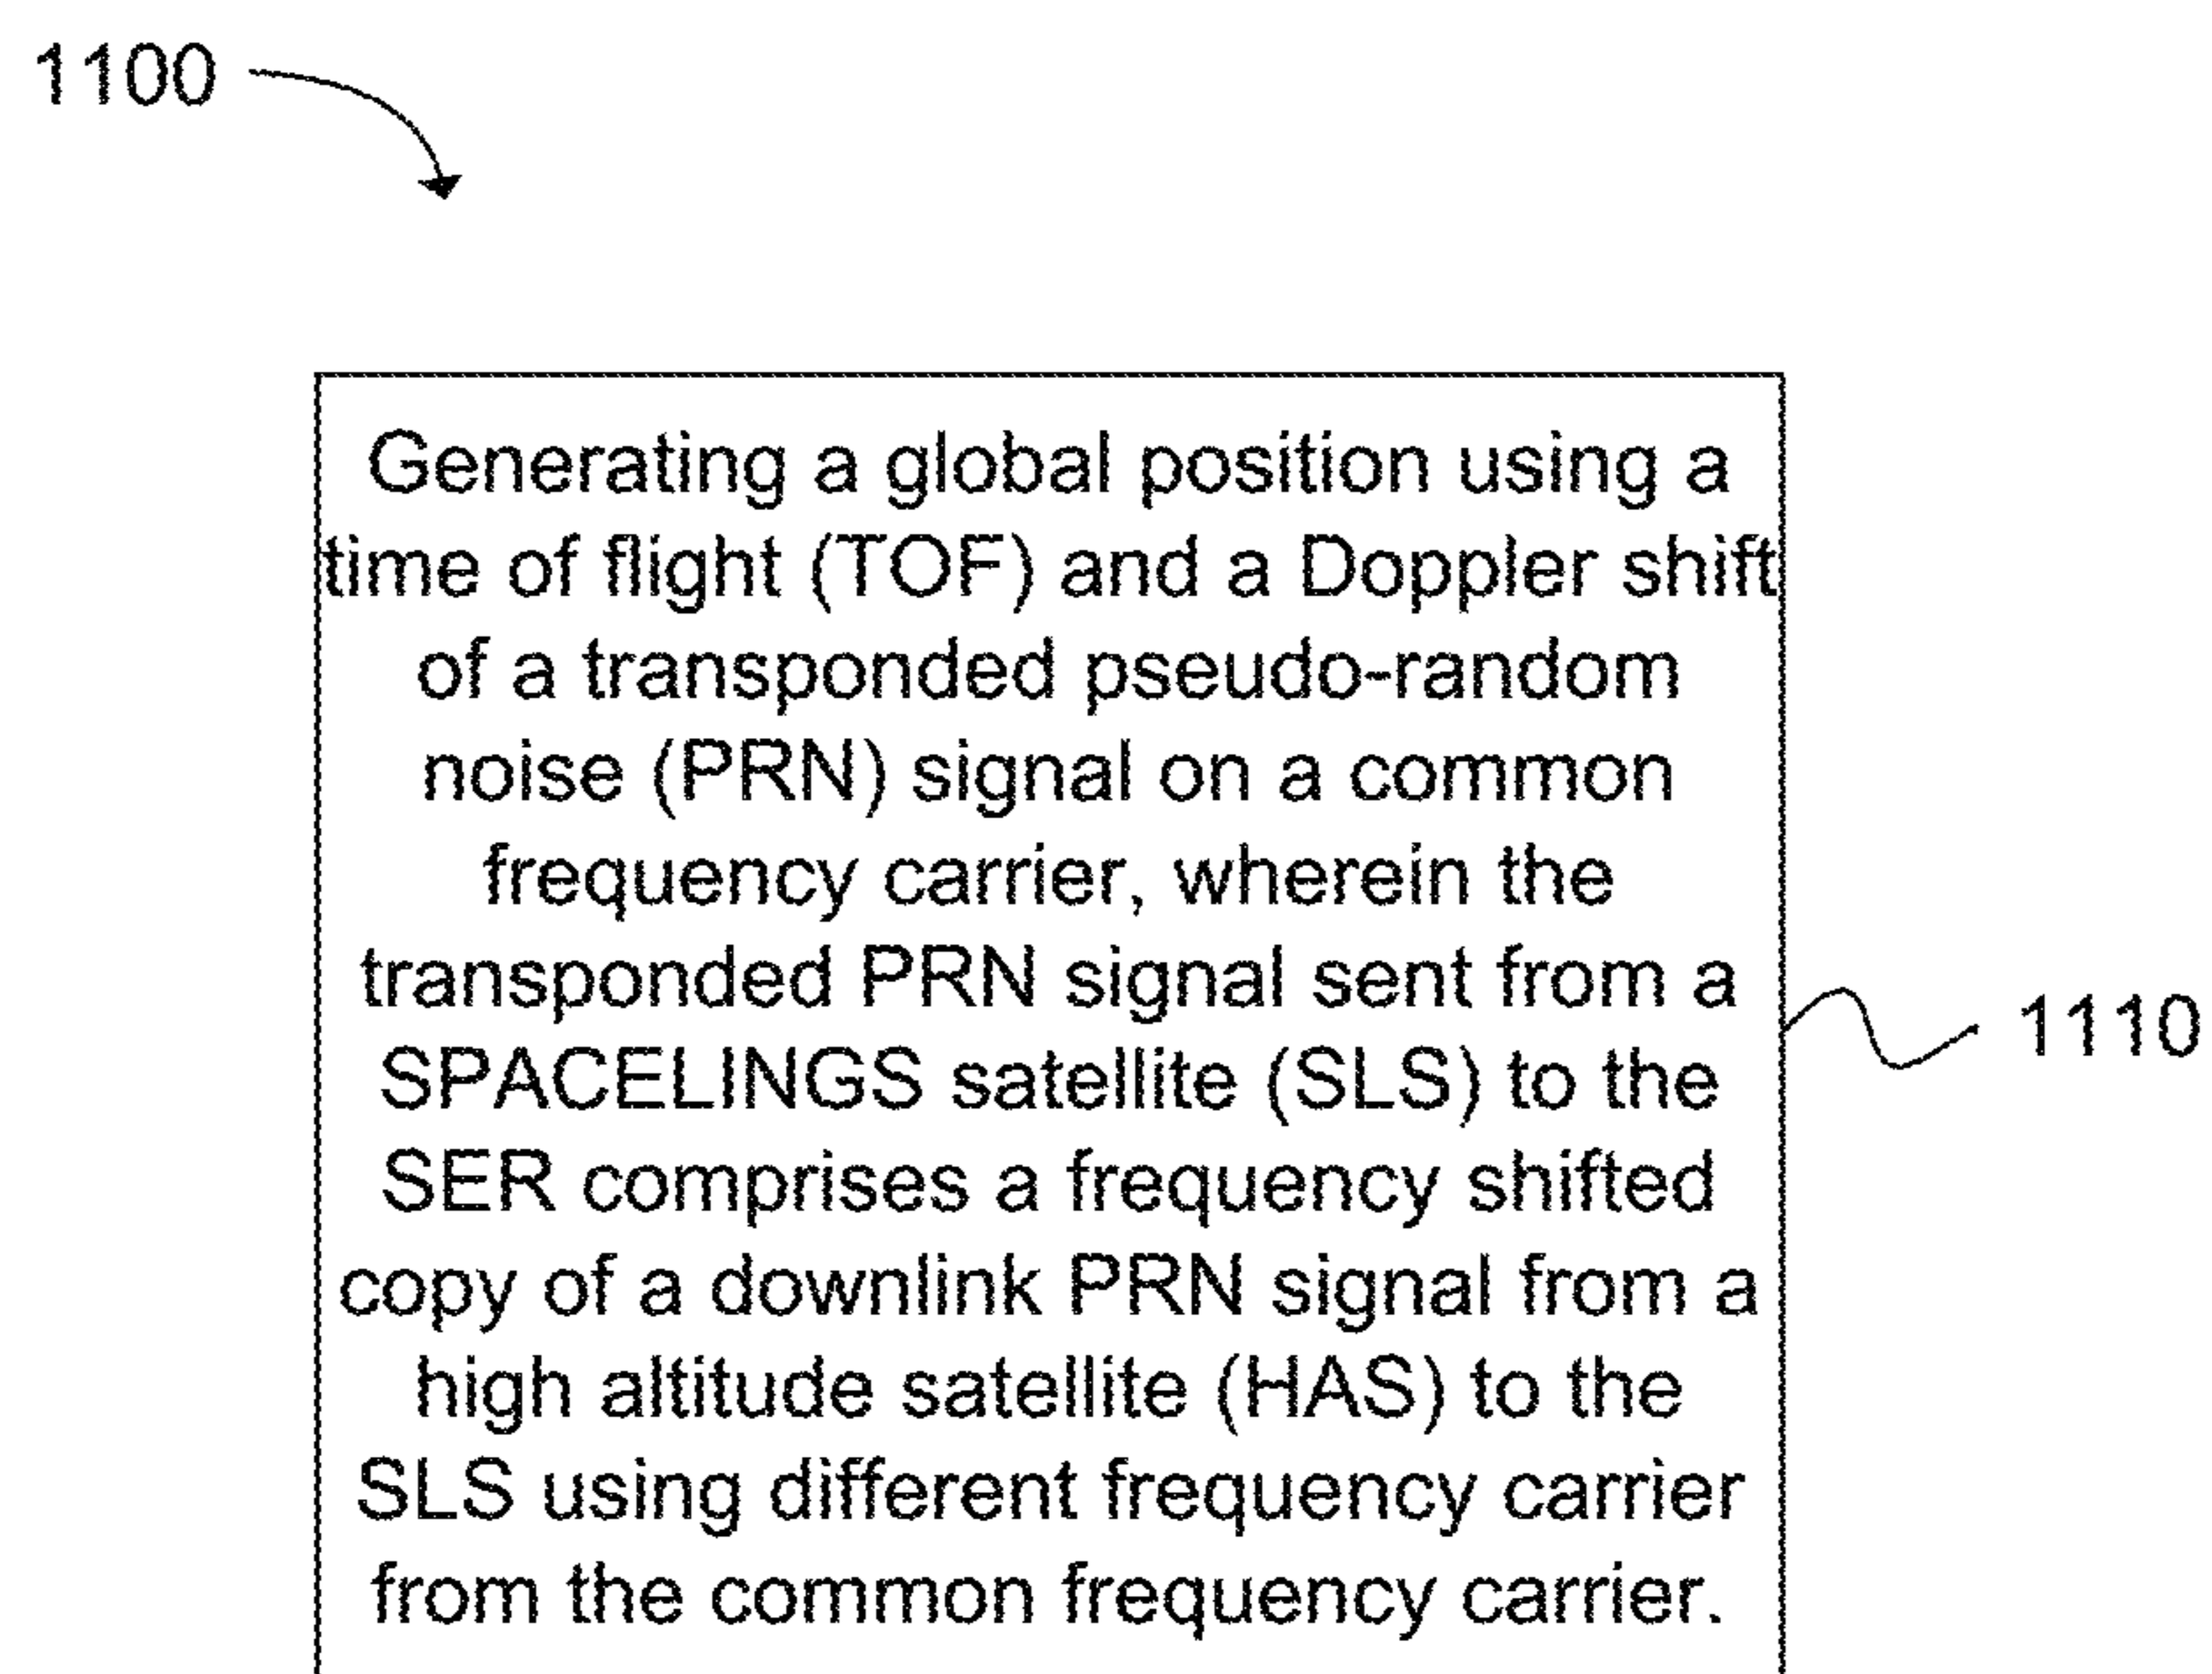 1100
Generating a global position using a
time of flight (TOF) and a Doppler shift
of a transponded pseudo-random
noise (PRN) signal on a common
frequency carrier, wherein the
transponded PRN signal sent from a
SPACELINGS satellite (SLS) to the
SER comprises a frequency shifted
copy of a downlink PRN signal from a
high altitude satellite (HAS) to the
SLS using different frequency carrier
from the common frequency carrier.
1110